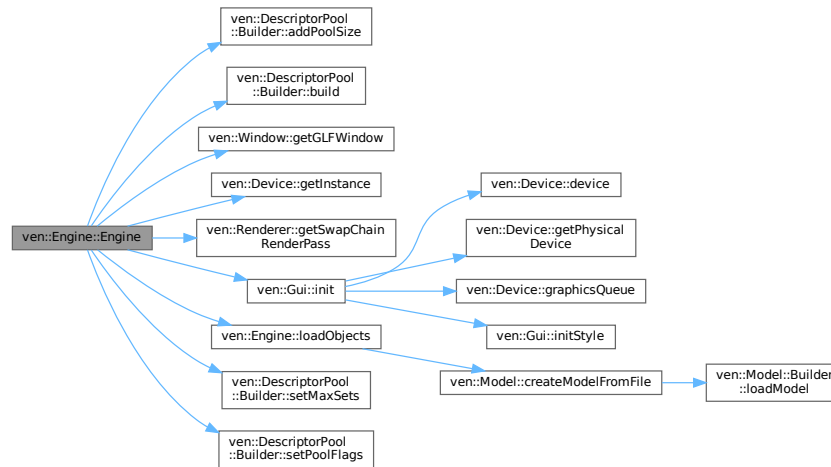 ven::DescriptorPool
::Builder::addPoolSize
ven::DescriptorPool
::Builder::build
ven::Window::getGLFWindow
ven::Device::getInstance
ven::Engine::Engine
ven::Renderer::getSwapChain
RenderPass
ven::Gui::init
ven::Engine::loadObjects
ven::DescriptorPool
::Builder::setMaxSets
ven::DescriptorPool
::Builder::setPoolFlags
ven::Device::device
ven::Device::getPhysical
Device
ven::Device::graphicsQueue
ven::Gui::initStyle
ven::Model::createModelFromFile
ven::Model::Builder
::loadModel